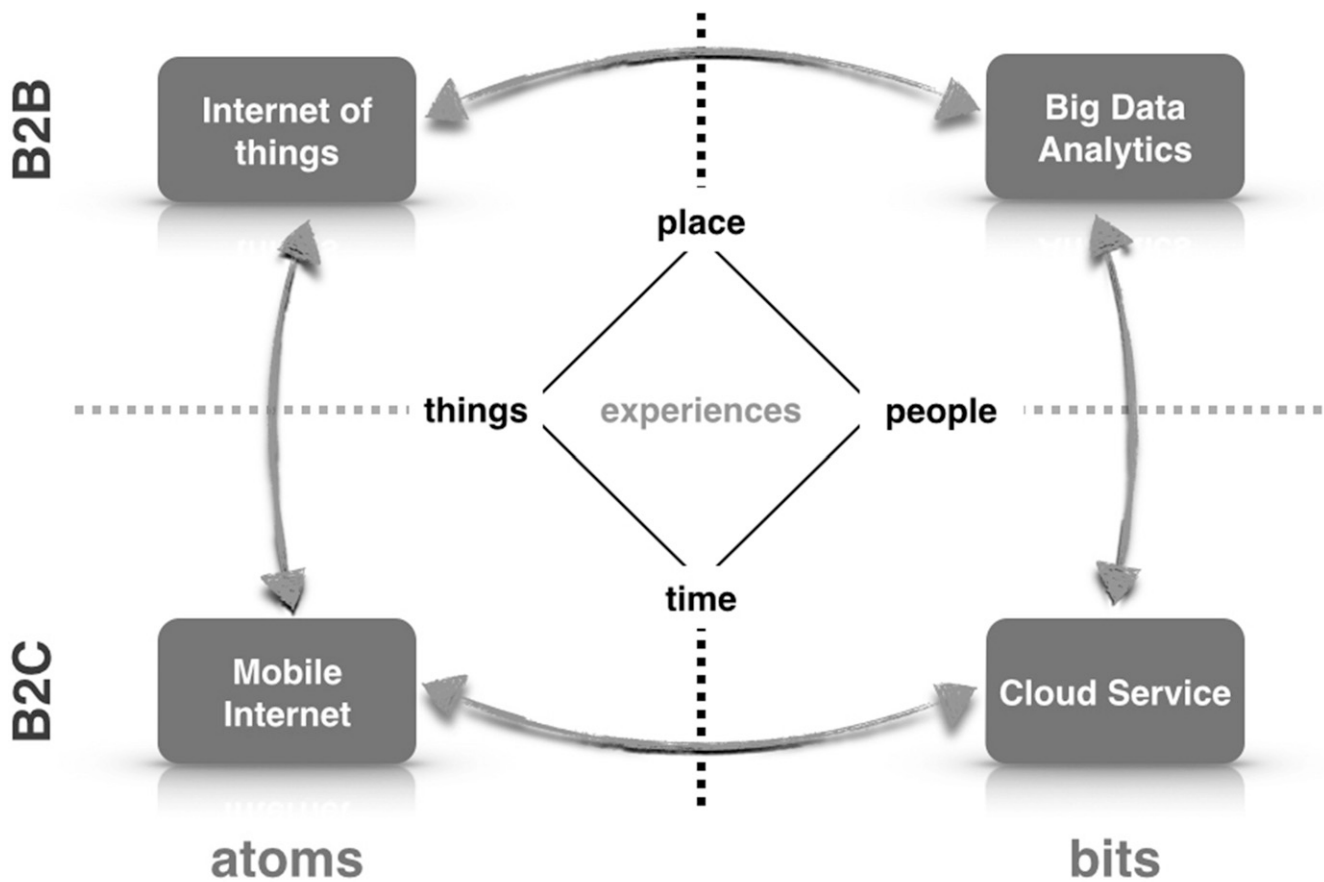 B2B
Internet of
things
Big Data
Analytics
place
things
experiences
people
time
B2C
Mobile
Internet
Cloud Service
atoms
bits